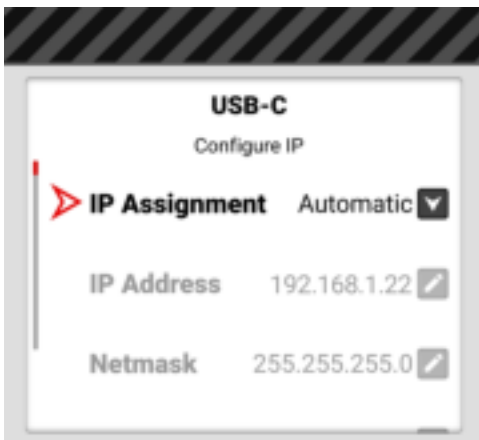 USB-C
Configure IP
IP Assignment Automatic
IP Address 192.168.1.22
Netmask 255.255.255.0